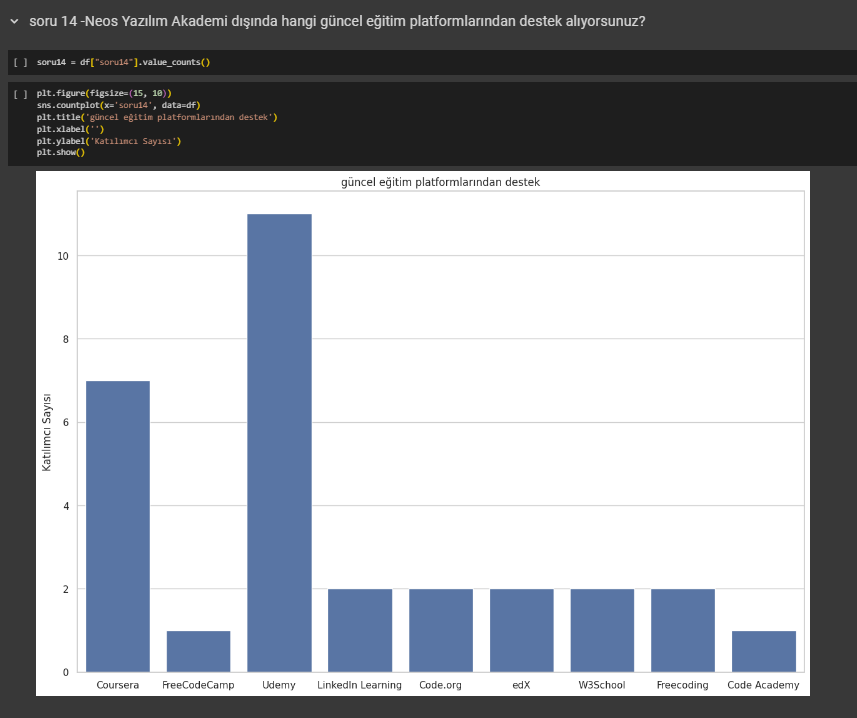 soru 14 -Neos Yazılım Akademi dışında hangi güncel eğitim platformlarından destek alıyorsunuz?
[ ] soru14 = df["soru14"].value_counts()
[ ] plt.figure(figsize=(15, 10))
sns.countplot(x='soru14', data=df)
plt.title('güncel eğitim platformlarından destek')
plt.xlabel('')
plt.ylabel('Katılımcı Sayısı')
plt.show()
güncel eğitim platformlarından destek
Katılımcı Sayısı
10
8
6
4
2
0
Coursera FreeCodeCamp Udemy LinkedIn Learning Code.org edX W3School Freecoding Code Academy